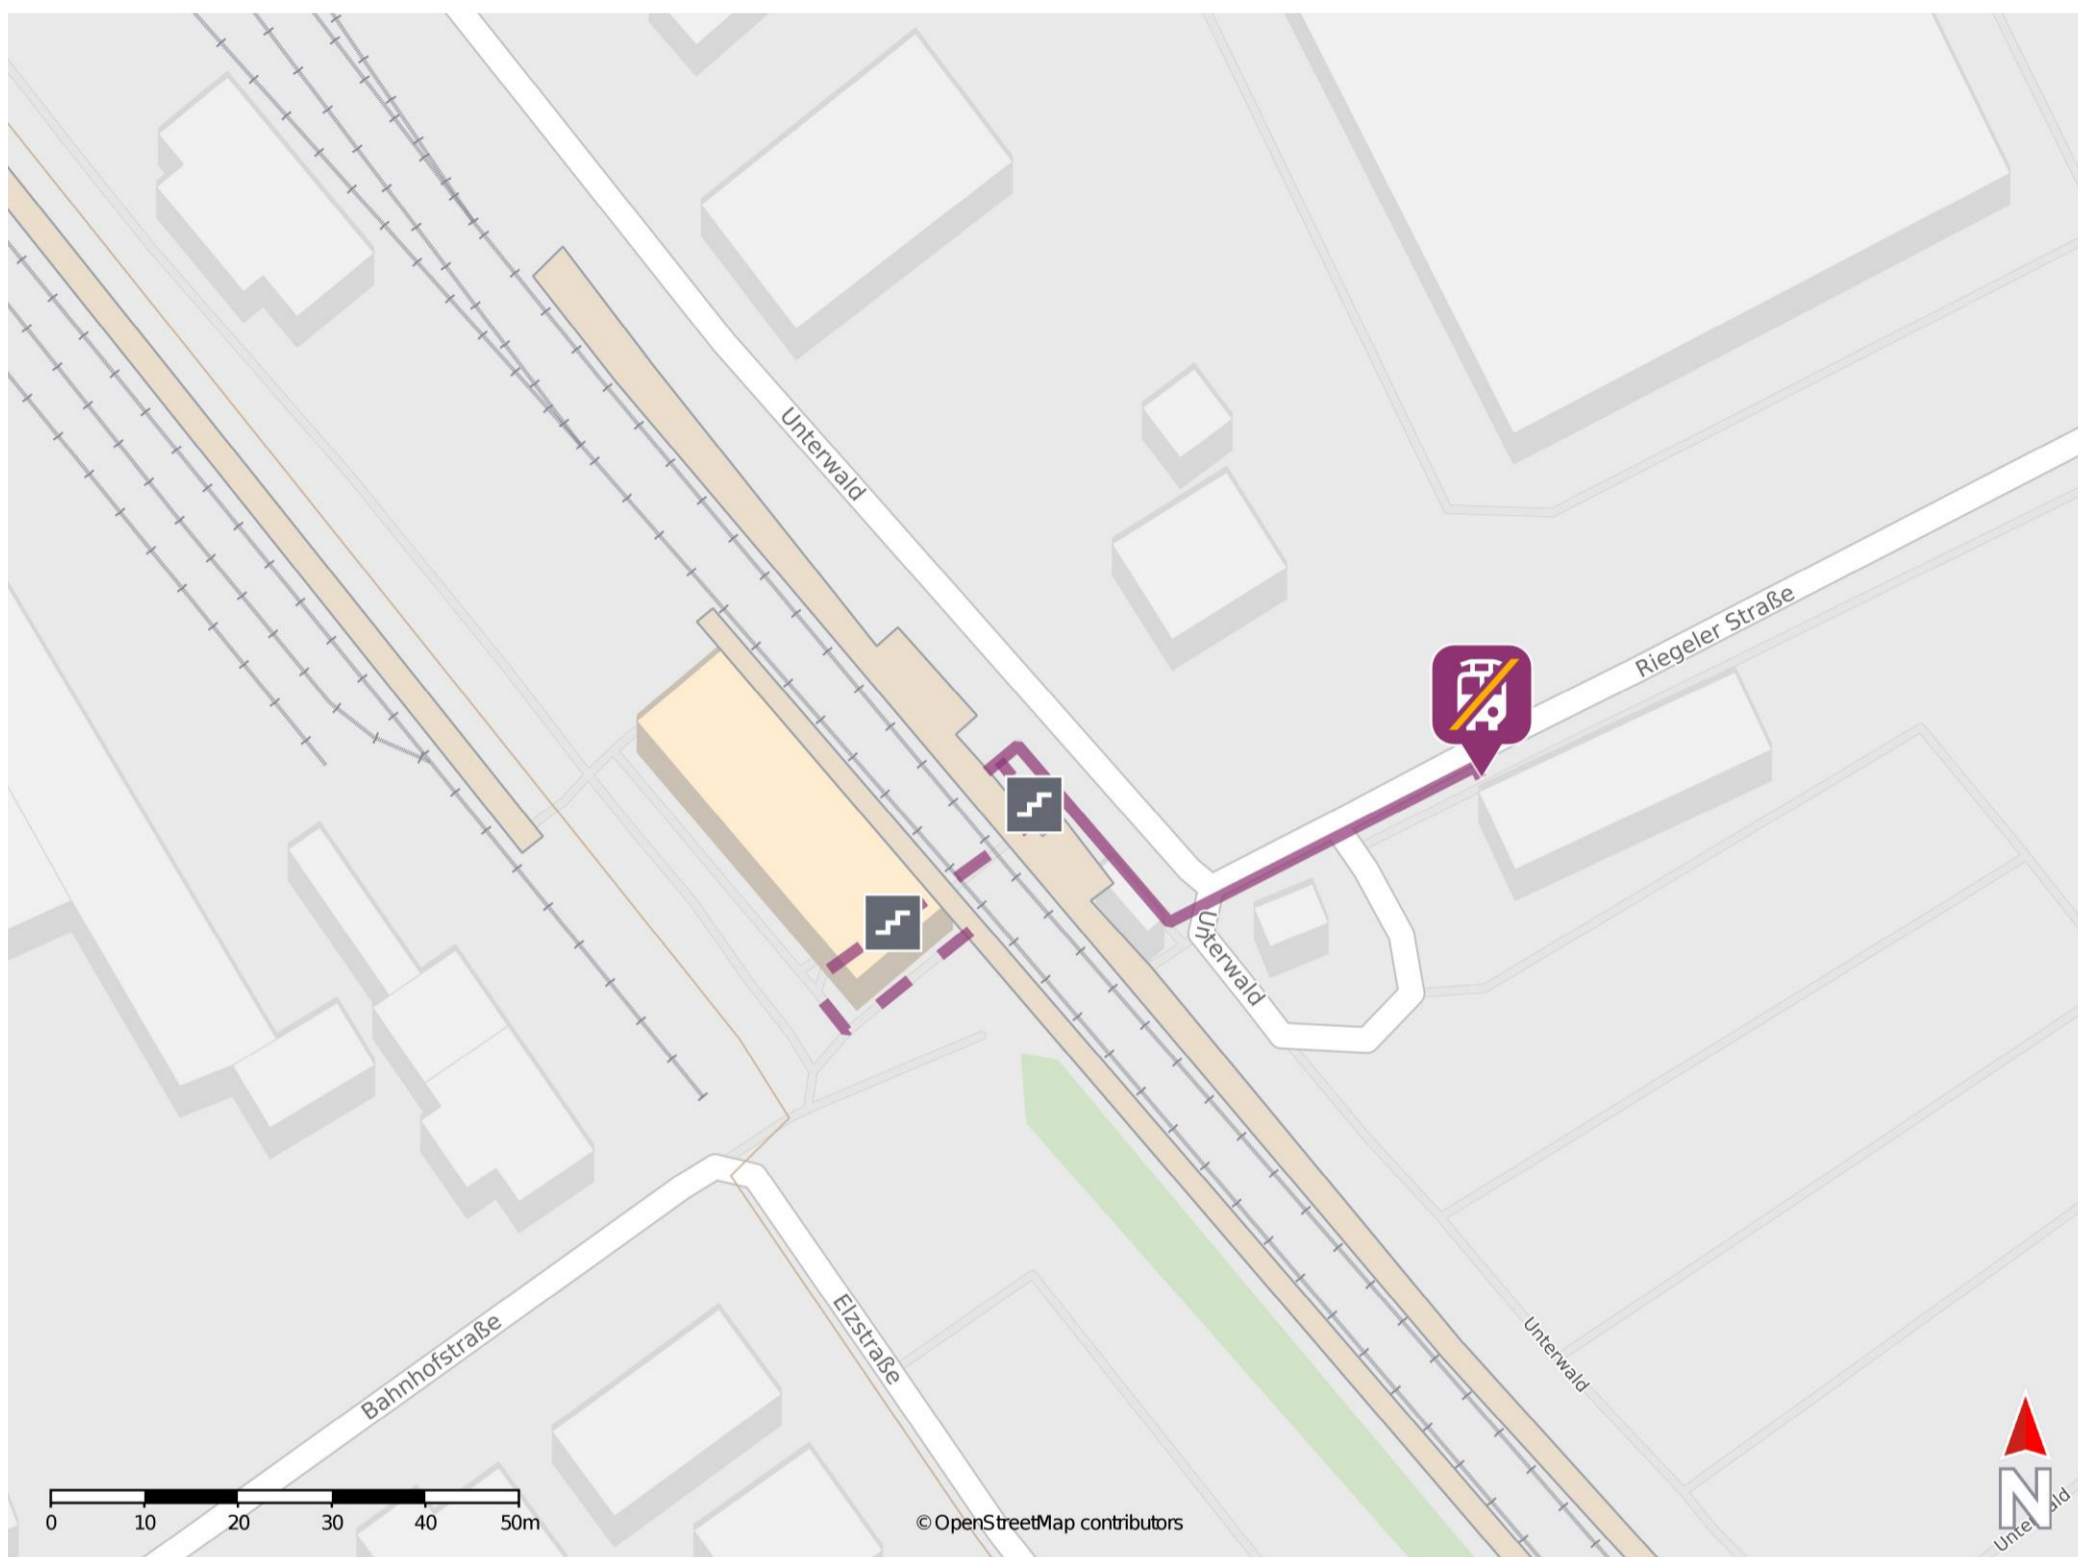 Unterwald
Riegeler Straße
Unterwald
Elzstraße
Bahnhofstraße
Unterwald
0 10 20 30 40 50m
© OpenStreetMap contributors
N